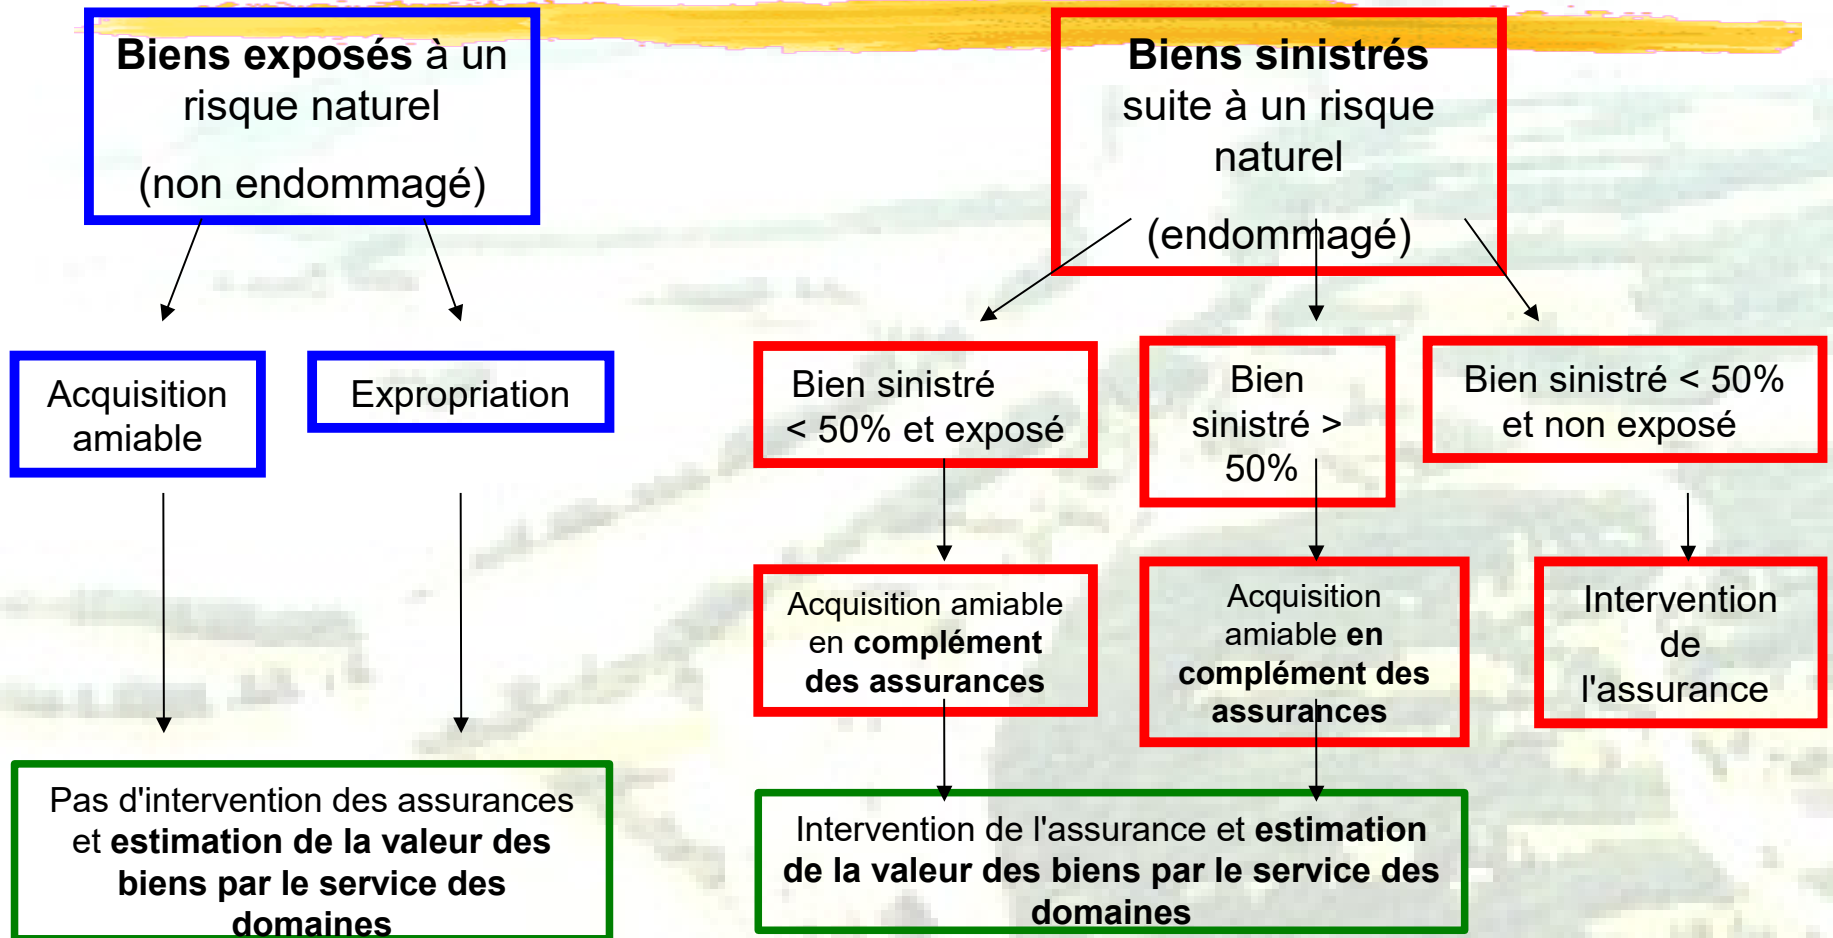 Biens exposés à un
risque naturel
(non endommagé)
Biens sinistrés
suite à un risque
naturel
(endommagé)
Acquisition
amiable
Expropriation
Bien sinistré
< 50% et exposé
Bien
sinistré >
50%
Bien sinistré < 50%
et non exposé
Acquisition amiable
en complément
des assurances
Acquisition
amiable en
complément des
assurances
Intervention
de
l'assurance
Pas d'intervention des assurances
et estimation de la valeur des
biens par le service des
domaines
Intervention de l'assurance et estimation
de la valeur des biens par le service des
domaines